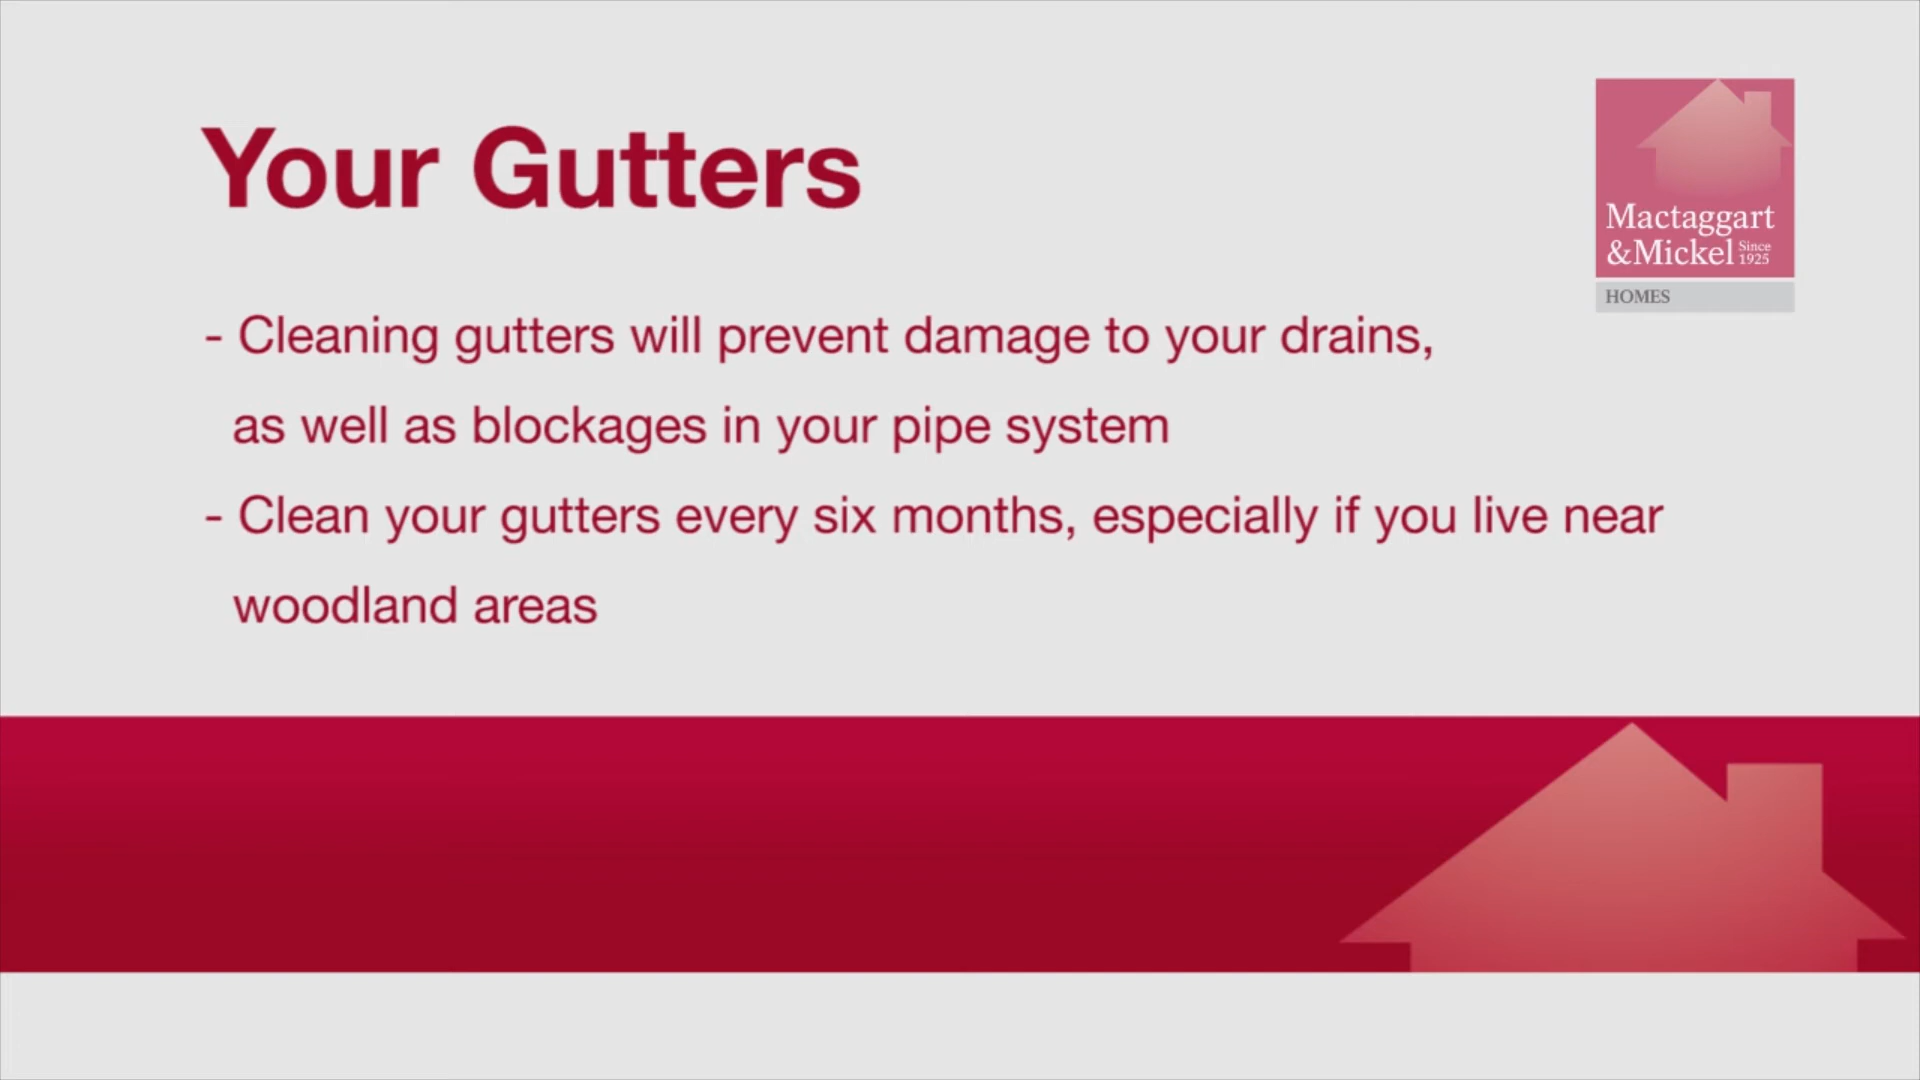 Your Gutters
Mactaggart
&Mickel Since 1925
HOMES
- Cleaning gutters will prevent damage to your drains,
as well as blockages in your pipe system
- Clean your gutters every six months, especially if you live near
woodland areas